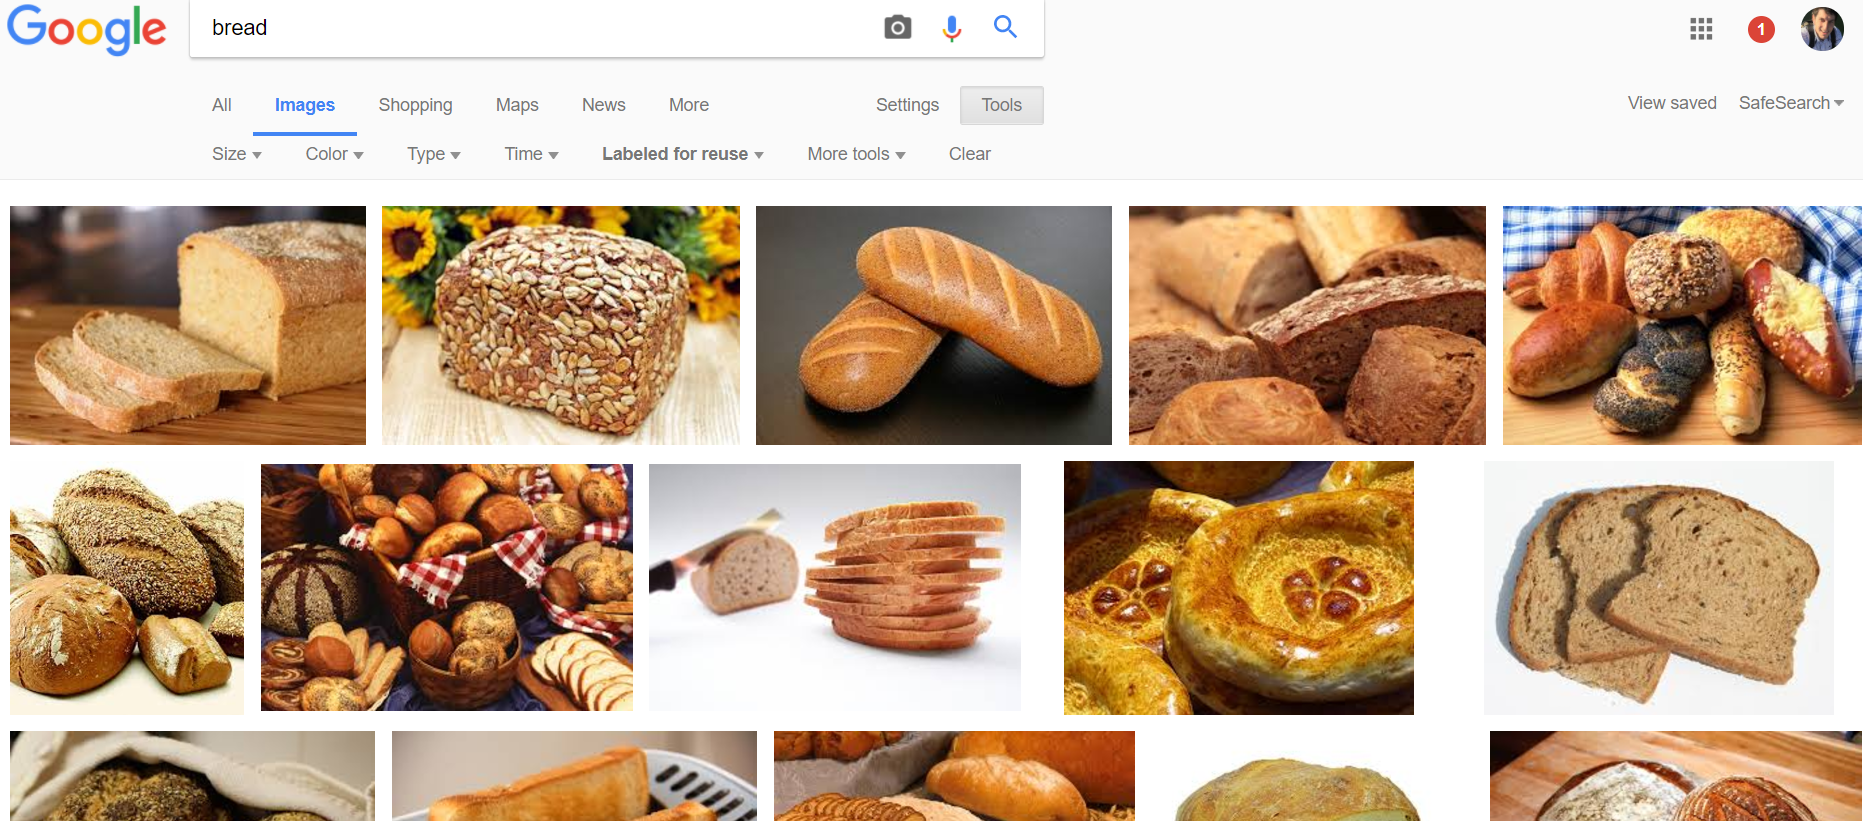 Google
bread
1
All Images Shopping Maps News More Settings Tools
View saved SafeSearch
Size Color Type Time Labeled for reuse More tools Clear